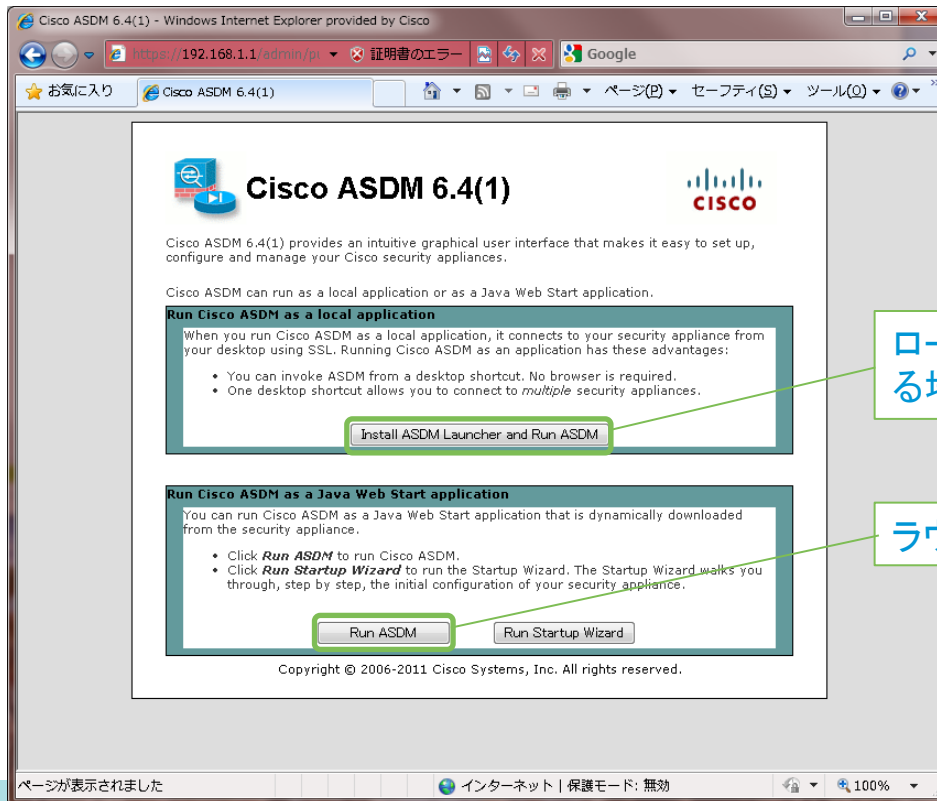 Cisco ASDM 6.4(1) - Windows Internet Explorer provided by Cisco
https://192.168.1.1/admin/pu 証明書のエラー Google
お気に入り Cisco ASDM 6.4(1) ページ(P) セーフティ(S) ツール(O)
Cisco ASDM 6.4(1)
CISCO
Cisco ASDM 6.4(1) provides an intuitive graphical user interface that makes it easy to set up,
configure and manage your Cisco security appliances.
Cisco ASDM can run as a local application or as a Java Web Start application.
Run Cisco ASDM as a local application
When you run Cisco ASDM as a local application, it connects to your security appliance from
your desktop using SSL. Running Cisco ASDM as an application has these advantages:
• You can invoke ASDM from a desktop shortcut. No browser is required.
• One desktop shortcut allows you to connect to multiple security appliances.
Install ASDM Launcher and Run ASDM
ロー
る場
Run Cisco ASDM as a Java Web Start application
You can run Cisco ASDM as a Java Web Start application that is dynamically downloaded
from the security appliance.
• Click Run ASDM to run Cisco ASDM.
• Click Run Startup Wizard to run the Startup Wizard. The Startup Wizard walks you
through, step by step, the initial configuration of your security appliance.
Run ASDM Run Startup Wizard
Copyright © 2006-2011 Cisco Systems, Inc. All rights reserved.
ページが表示されました インターネット | 保護モード: 無効 100%